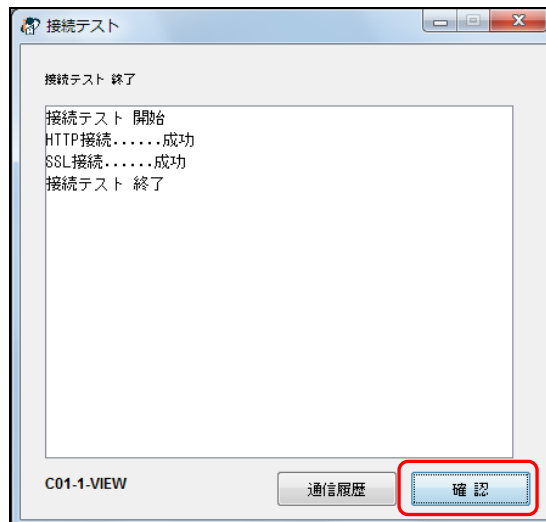 接続テスト
接続テスト 終了
接続テスト 開始
HTTP接続......成功
SSL接続......成功
接続テスト 終了
C01-1-VIEW
通信履歴
確 認